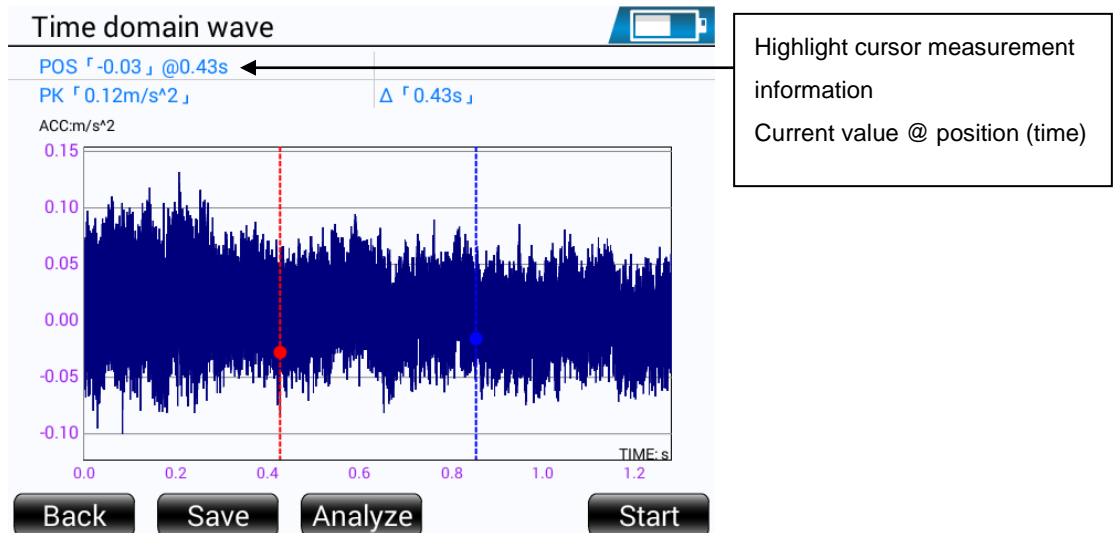 Time domain wave
POS「-0.03」@0.43s
PK「0.12m/s^2」
Δ「0.43s」
ACC:m/s^2
0.15
0.10
0.05
0.00
-0.05
-0.10
TIME: s
0.0 0.2 0.4 0.6 0.8 1.0 1.2
Back Save Analyze Start
Highlight cursor measurement
information
Current value @ position (time)